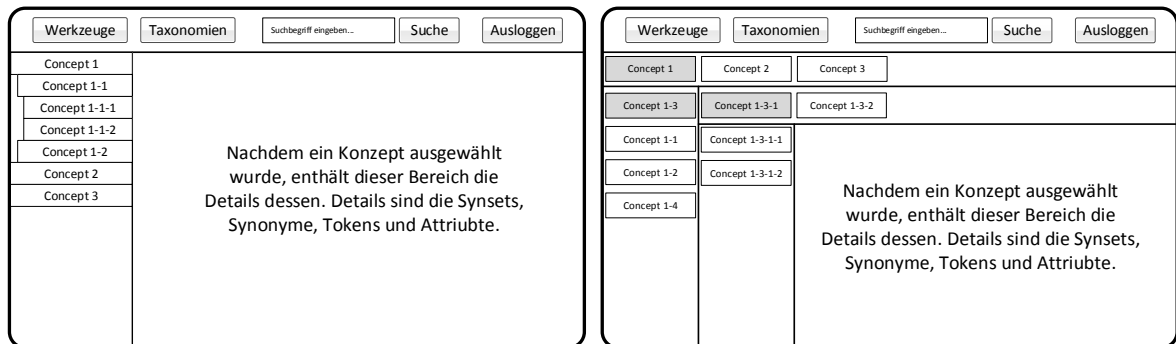 Werkzeuge Taxonomien Suchbegriff eingeben... Suche Ausloggen
Concept 1
Concept 1-1
Concept 1-1-1
Concept 1-1-2
Concept 1-2
Concept 2
Concept 3
Nachdem ein Konzept ausgewählt
wurde, enthält dieser Bereich die
Details dessen. Details sind die Synsets,
Synonyme, Tokens und Attriubte.
Werkzeuge Taxonomien Suchbegriff eingeben... Suche Ausloggen
Concept 1 Concept 2 Concept 3
Concept 1-3 Concept 1-3-1 Concept 1-3-2
Concept 1-1 Concept 1-3-1-1
Concept 1-2 Concept 1-3-1-2
Concept 1-4
Nachdem ein Konzept ausgewählt
wurde, enthält dieser Bereich die
Details dessen. Details sind die Synsets,
Synonyme, Tokens und Attriubte.